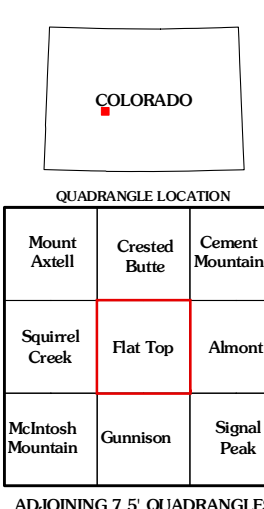 COLORADO
QUADRANGLE LOCATION
Mount Axtell
Crested Butte
Cement Mountain
Squirrel Creek
Flat Top
Almont
McIntosh Mountain
Gunnison
Signal Peak
ADJOINING 7.5' QUADRANGLES